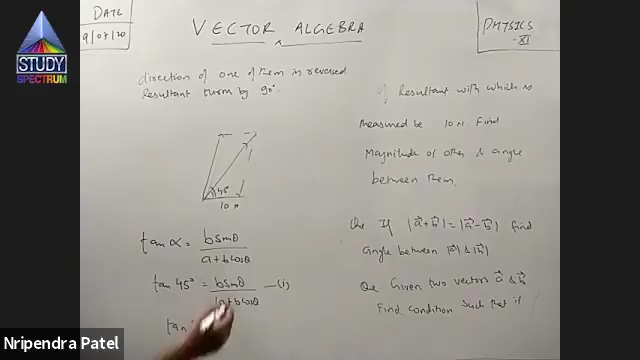 DATE
9/07/20
VECTOR ALGEBRA
PHYSICS
-XI
STUDY
SPECTRUM
direction of one of them is reversed
resultant turn by 90°.
45°
10 N
tan α = b sin θ / a + b cos θ
tan 45° = b sin θ / a + b cos θ —(i)
tan
of Resultant with which is
measured be 10 N. Find
Magnitude of other & angle
between them.
Que If |a⃗+b⃗| = |a⃗-b⃗| find
angle between |a⃗| & |b⃗|
Que Given two vectors a⃗ & b⃗
Find condition such that if
Nripendra Patel